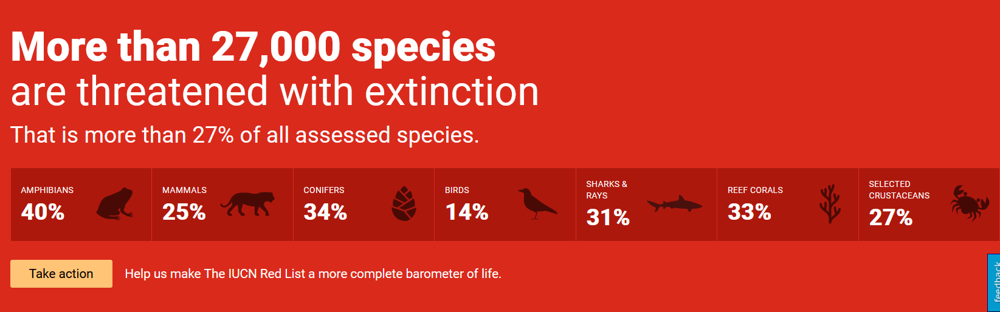 More than 27,000 species
are threatened with extinction
That is more than 27% of all assessed species.
AMPHIBIANS
40%
MAMMALS
25%
CONIFERS
34%
BIRDS
14%
SHARKS &
RAYS
31%
REEF CORALS
33%
SELECTED
CRUSTACEANS
27%
Take action
Help us make The IUCN Red List a more complete barometer of life.
feedback